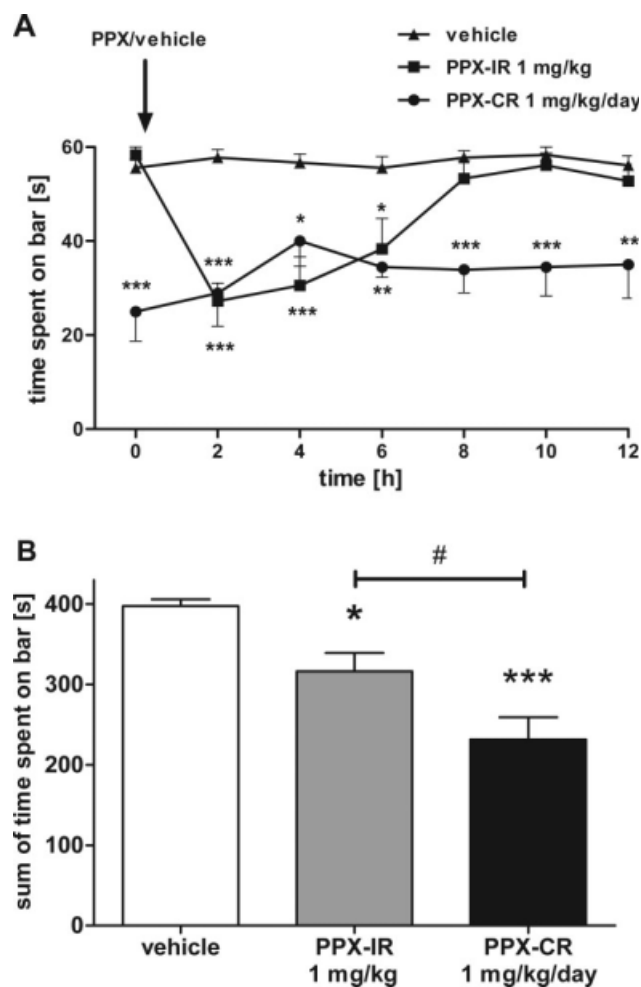 A
PPX/vehicle
vehicle
PPX-IR 1 mg/kg
PPX-CR 1 mg/kg/day
time spent on bar [s]
60
40
20
0
***
***
***
*
***
*
**
***
***
**
0 2 4 6 8 10 12
time [h]
B
sum of time spent on bar [s]
400
300
200
100
0
#
*
***
vehicle
PPX-IR
1 mg/kg
PPX-CR
1 mg/kg/day